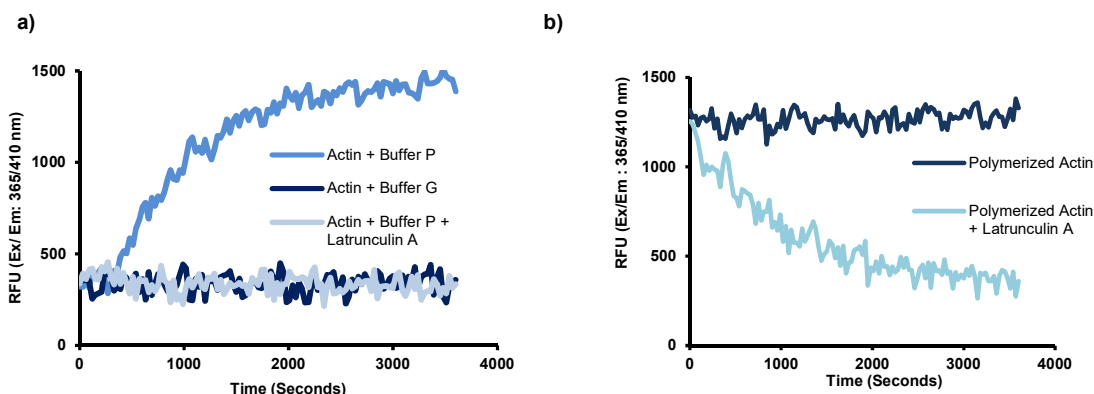 a)
1500
1000
500
0
RFU (Ex/ Em: 365/410 nm)
Actin + Buffer P
Actin + Buffer G
Actin + Buffer P +
Latrunculin A
0
1000
2000
3000
4000
Time (Seconds)
b)
1500
1000
500
0
RFU (Ex/Em : 365/410 nm)
Polymerized Actin
Polymerized Actin
+ Latrunculin A
0
1000
2000
3000
4000
Time (Seconds)